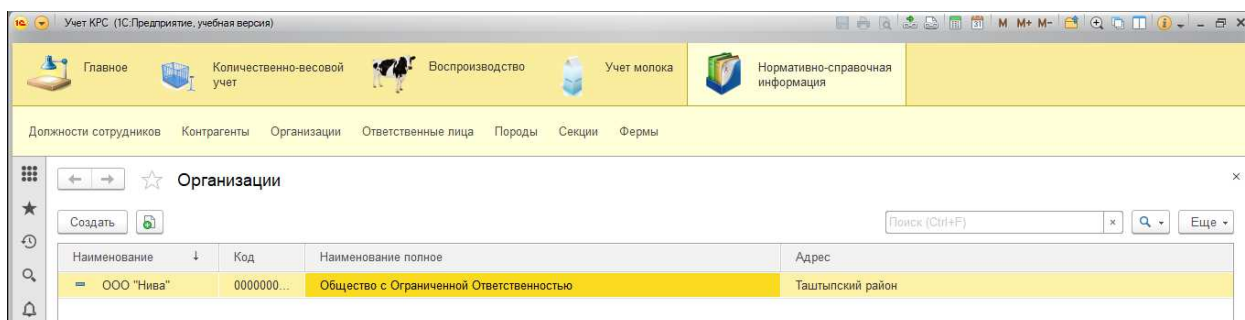 1С Учет КРС (1С:Предприятие, учебная версия) 31 M M+ M-
Главное
Количественно-весовой
учет
Воспроизводство
Учет молока
Нормативно-справочная
информация
Должности сотрудников Контрагенты Организации Ответственные лица Породы Секции Фермы
Организации
Создать Поиск (Ctrl+F) Еще
Наименование Код Наименование полное Адрес
ООО "Нива" 0000000... Общество с Ограниченной Ответственностью Таштыпский район